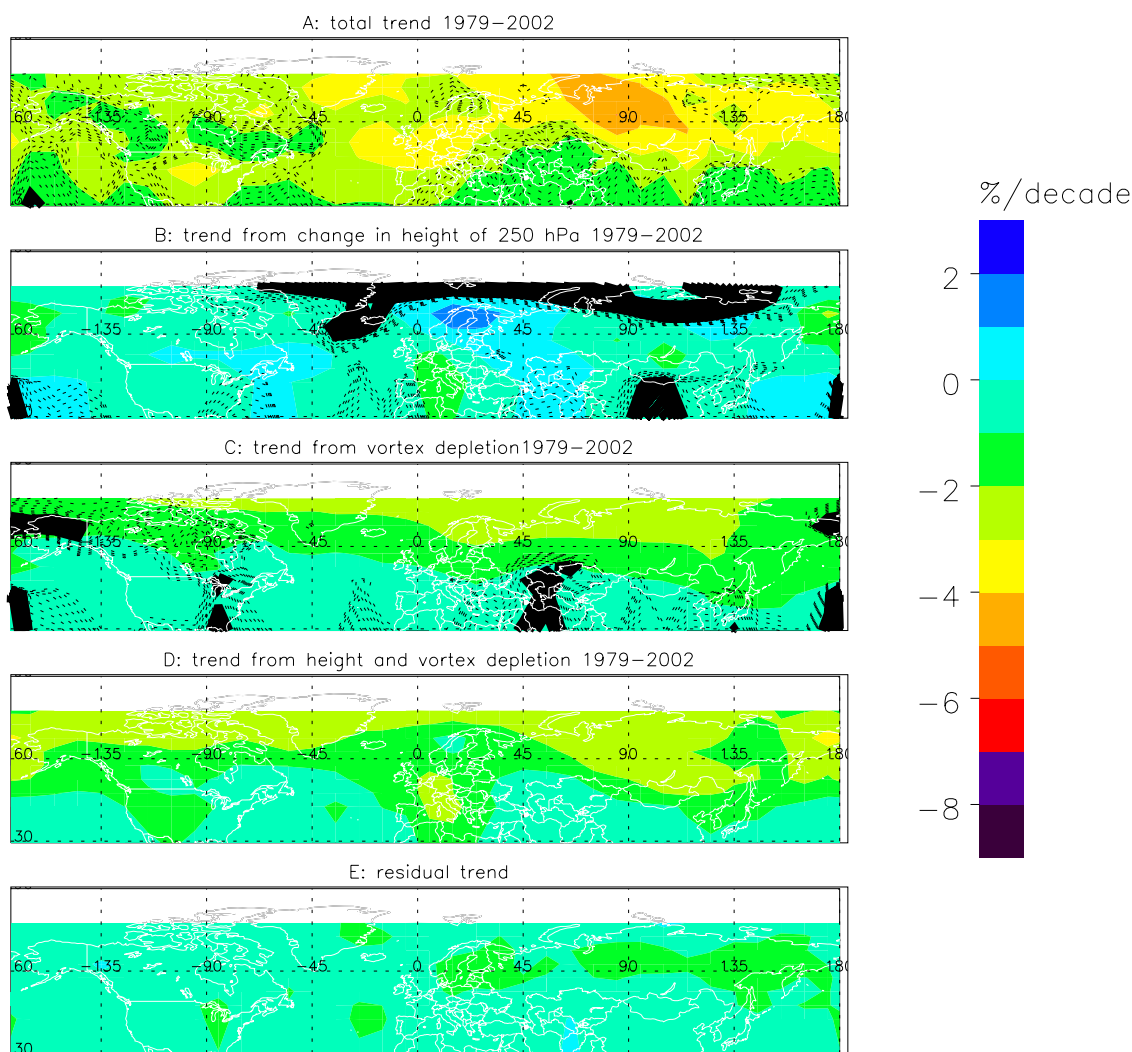 A: total trend 1979-2002
60 -135 -90 -45 0 45 90 135 180
30
B: trend from change in height of 250 hPa 1979-2002
60 -135 -90 -45 0 45 90 135 180
C: trend from vortex depletion1979-2002
60 -135 -90 -45 0 45 90 135 180
D: trend from height and vortex depletion 1979-2002
60 -135 -90 -45 0 45 90 135 180
30
E: residual trend
60 -135 -90 -45 0 45 90 135 180
30
%/decade
2
0
-2
-4
-6
-8